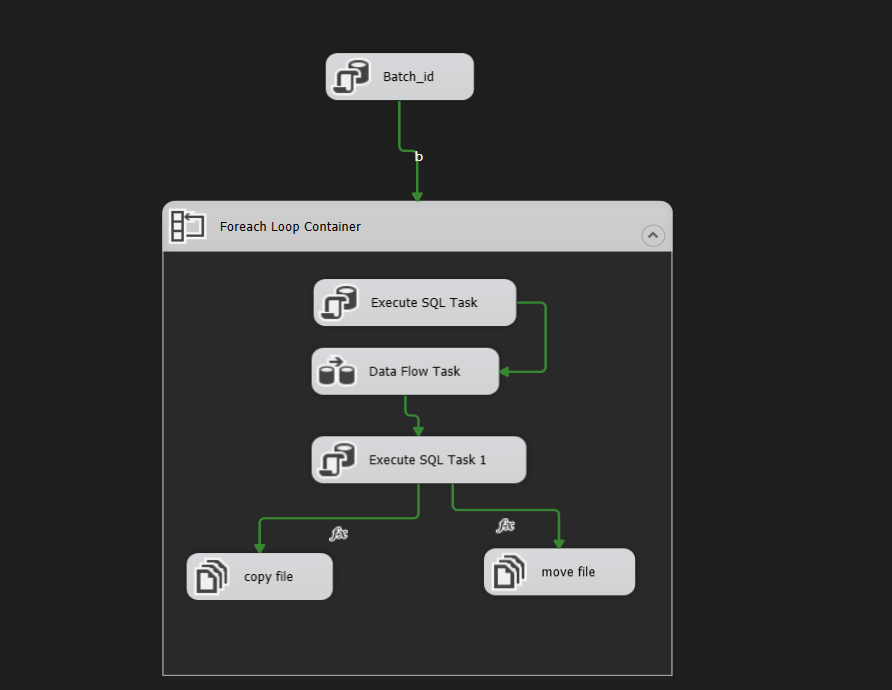 Batch_id
b
Foreach Loop Container
Execute SQL Task
Data Flow Task
Execute SQL Task 1
fx
fx
copy file
move file